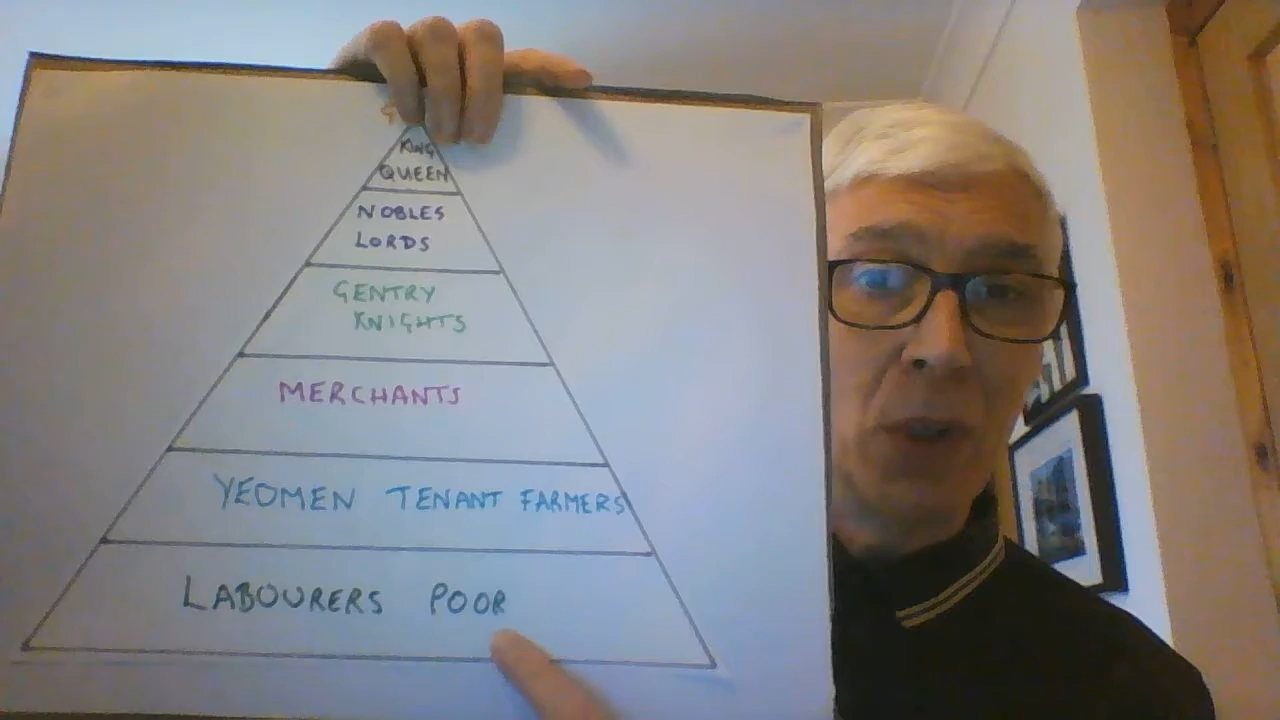 KING
QUEEN
NOBLES
LORDS
GENTRY
KNIGHTS
MERCHANTS
YEOMEN TENANT FARMERS
LABOURERS POOR